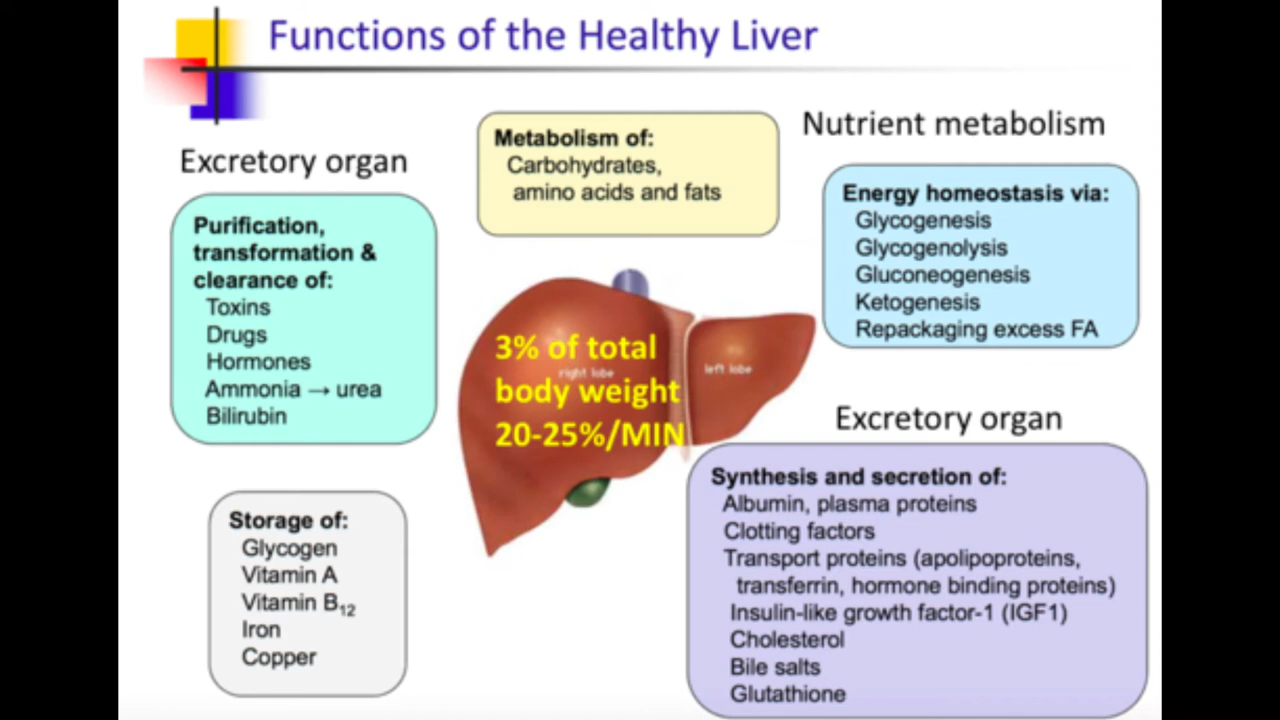 Functions of the Healthy Liver
Excretory organ
Purification,
transformation &
clearance of:
Toxins
Drugs
Hormones
Ammonia → urea
Bilirubin
Storage of:
Glycogen
Vitamin A
Vitamin B₁₂
Iron
Copper
Metabolism of:
Carbohydrates,
amino acids and fats
3% of total
right lobe
body weight
20-25%/MIN
left lobe
Nutrient metabolism
Energy homeostasis via:
Glycogenesis
Glycogenolysis
Gluconeogenesis
Ketogenesis
Repackaging excess FA
Excretory organ
Synthesis and secretion of:
Albumin, plasma proteins
Clotting factors
Transport proteins (apolipoproteins,
transferrin, hormone binding proteins)
Insulin-like growth factor-1 (IGF1)
Cholesterol
Bile salts
Glutathione